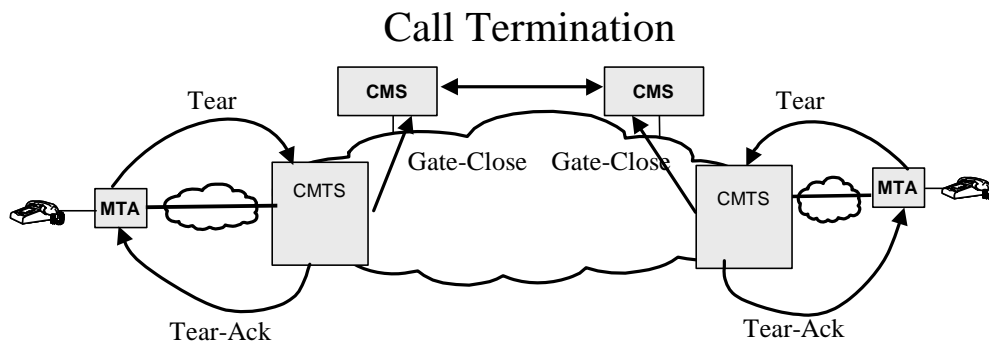 Call Termination
CMS
CMS
Tear
Tear
Gate-Close
Gate-Close
CMTS
CMTS
MTA
MTA
Tear-Ack
Tear-Ack